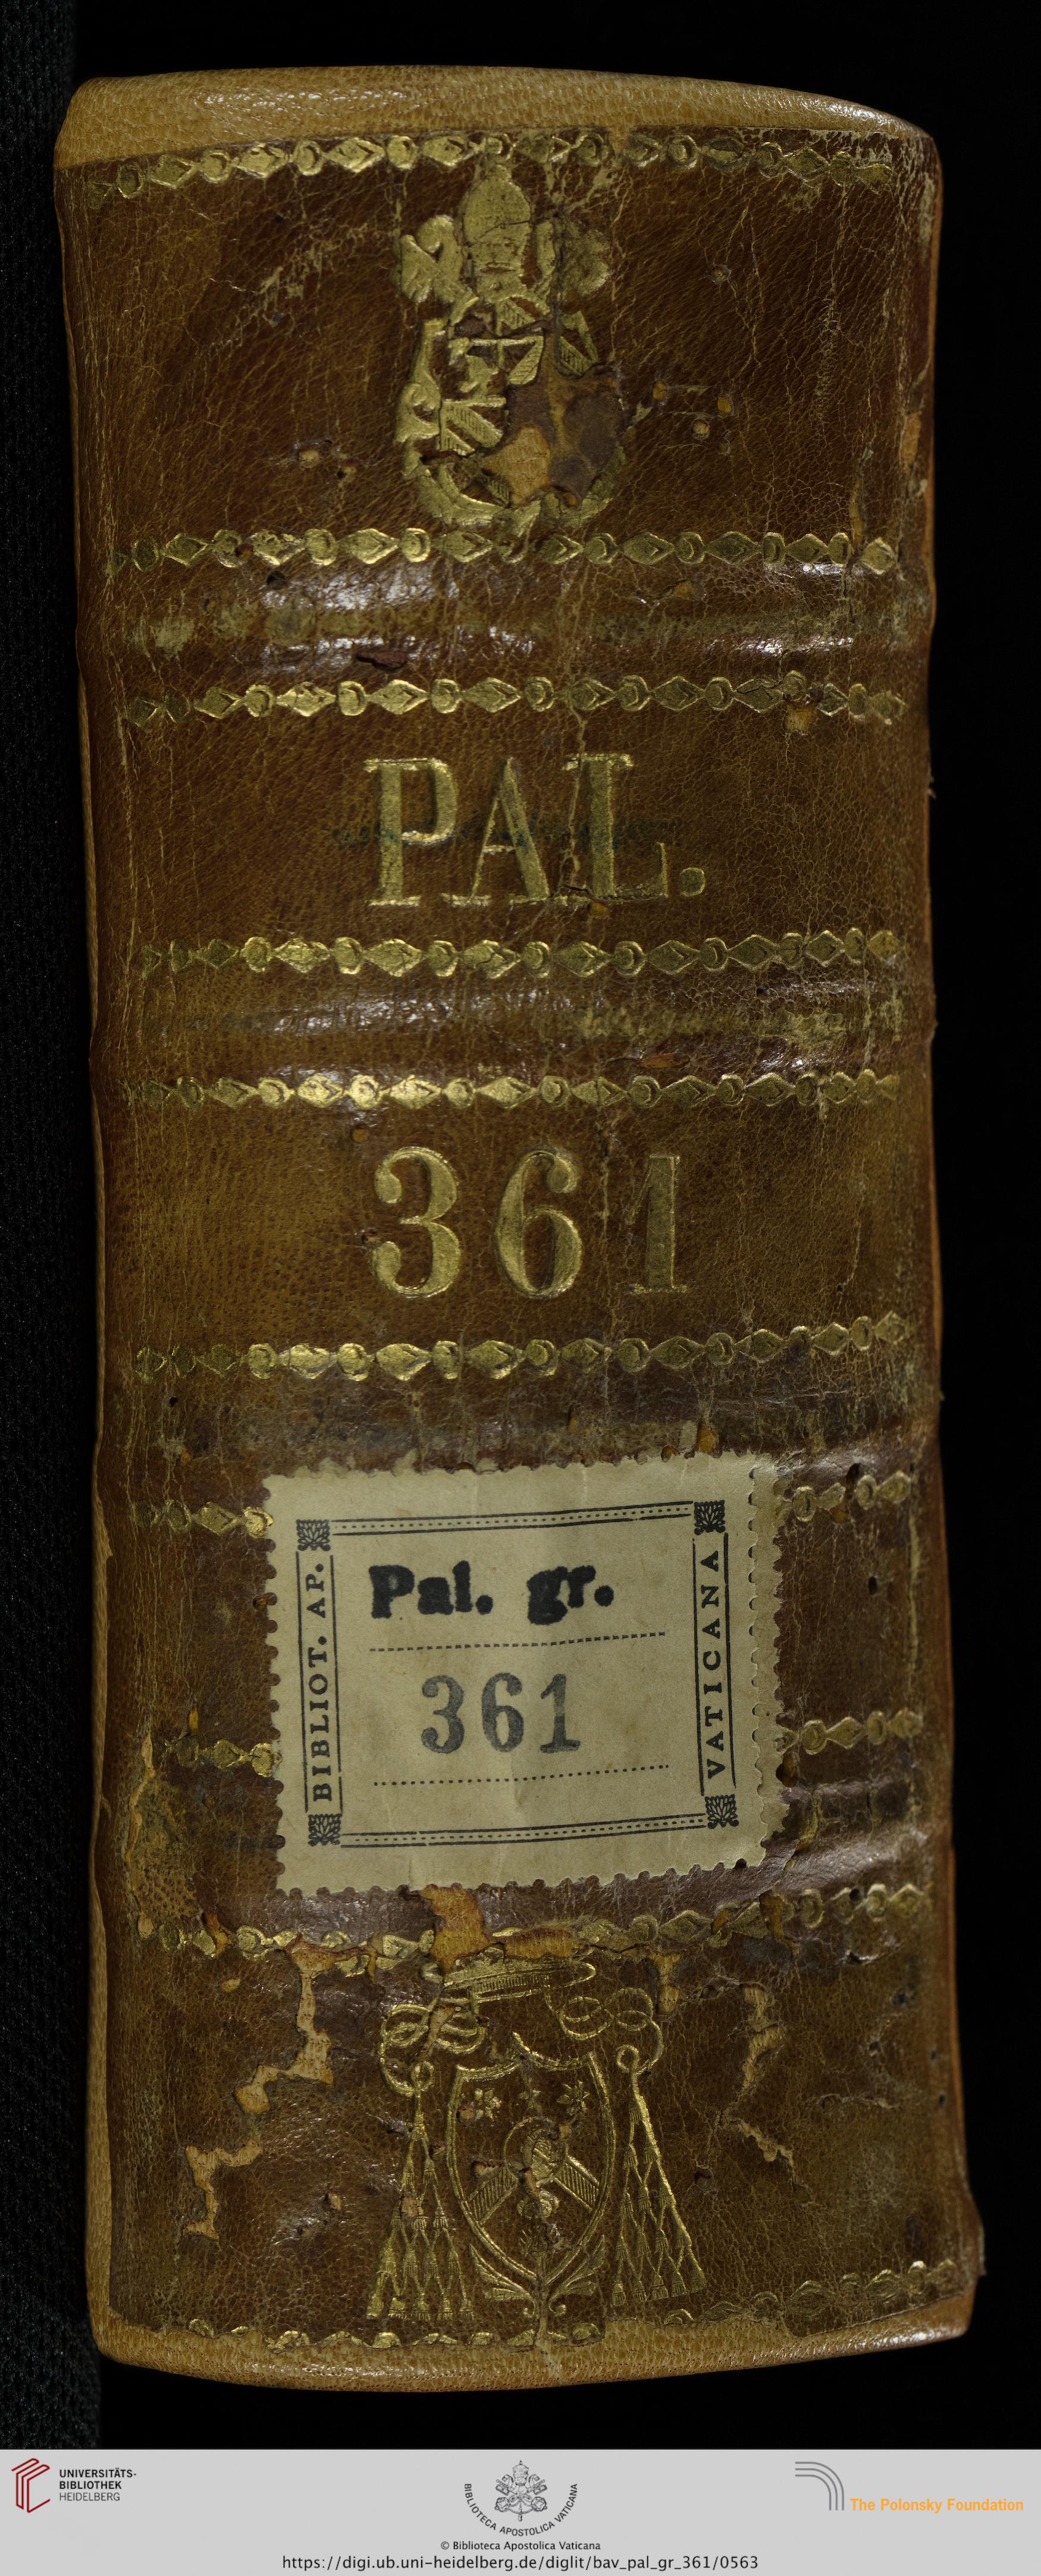 PAL.
361
BIBLIOT. AP.
Pal. gr.
361
VATICANA
UNIVERSITÄTS-
BIBLIOTHEK
HEIDELBERG
BIBLIOTECA APOSTOLICA VATICANA
The Polonsky Foundation
© Biblioteca Apostolica Vaticana
https://digi.ub.uni-heidelberg.de/diglit/bav_pal_gr_361/0563